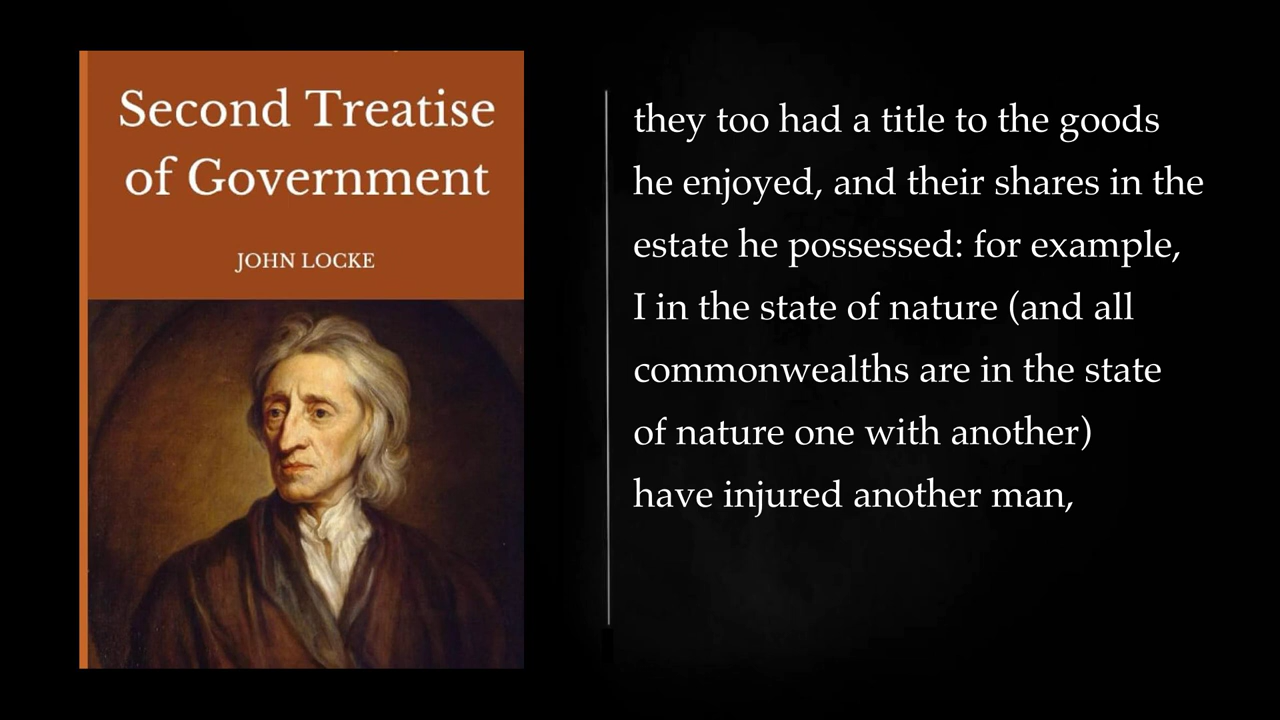 Second Treatise
of Government
JOHN LOCKE
they too had a title to the goods
he enjoyed, and their shares in the
estate he possessed: for example,
I in the state of nature (and all
commonwealths are in the state
of nature one with another)
have injured another man,